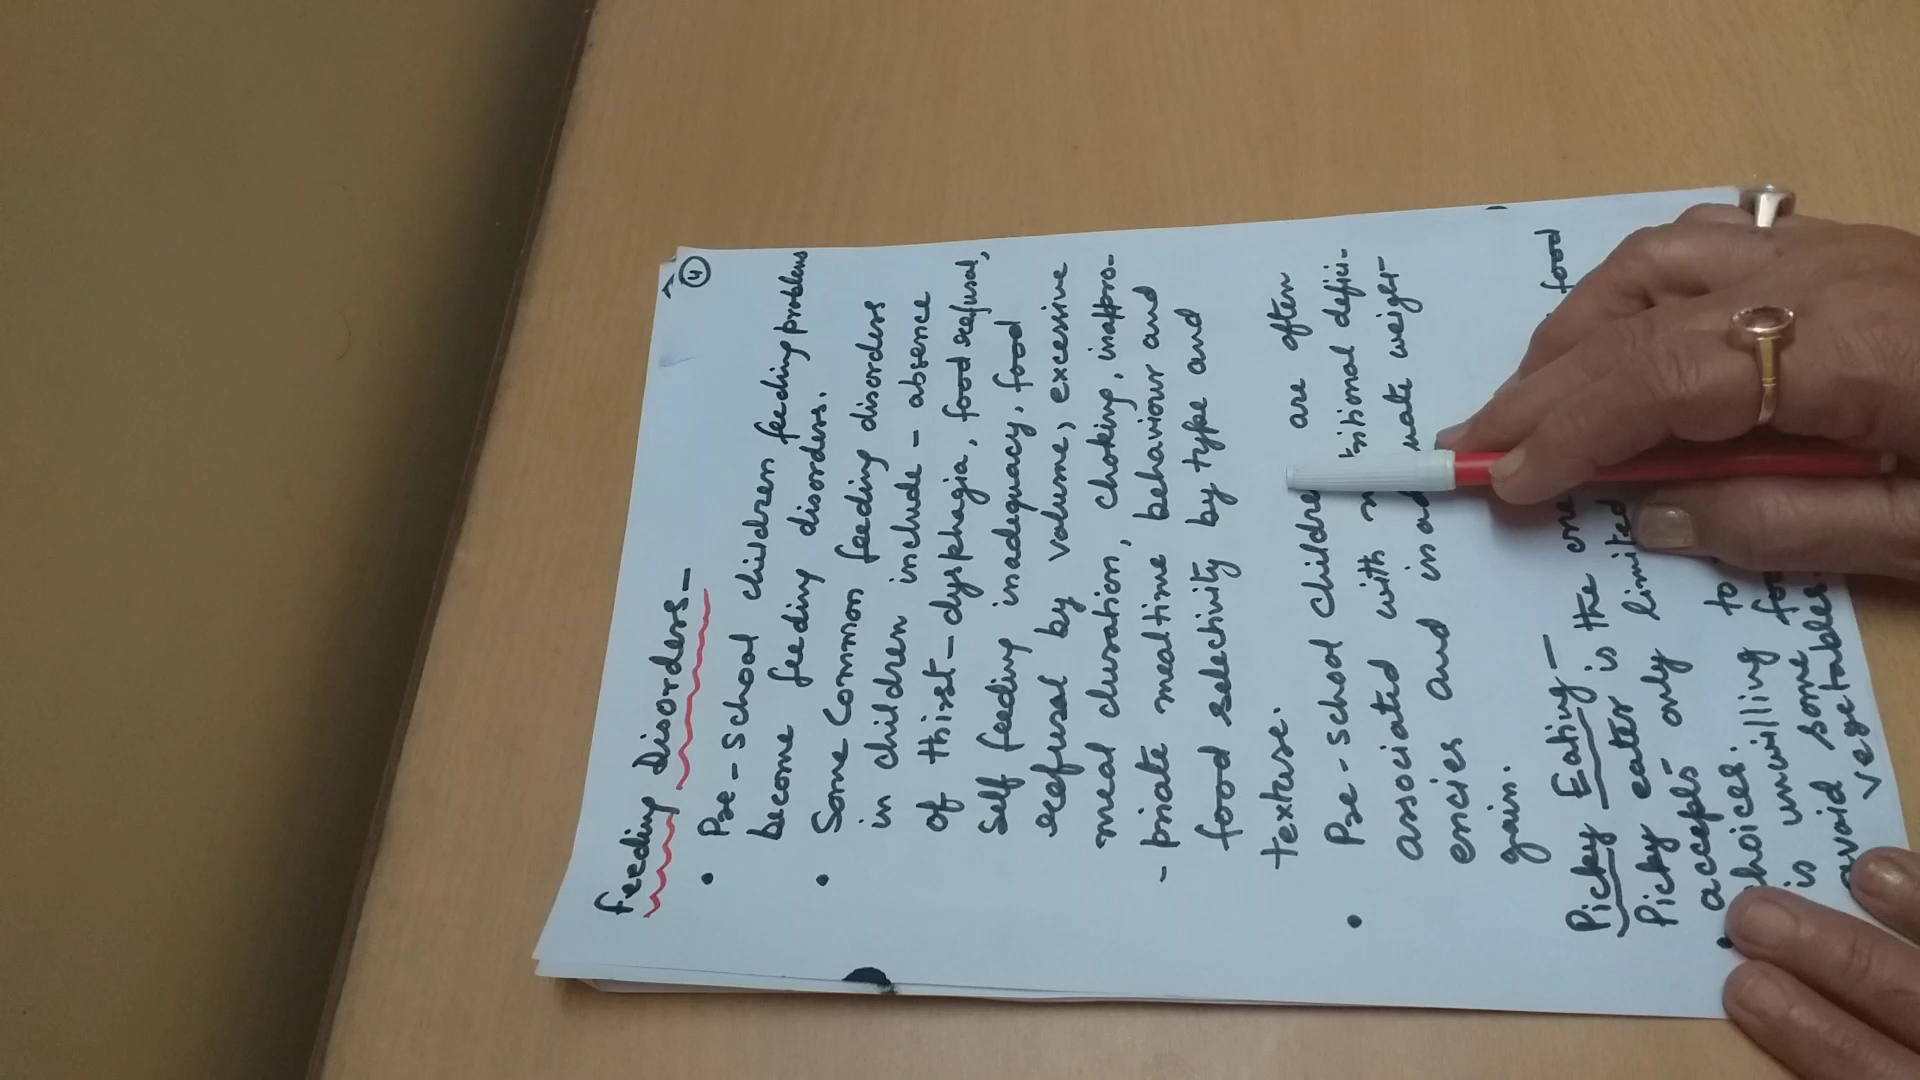 ④
Feeding Disorders-
• Pre-school children feeding problems
become feeding disorders.
• Some Common feeding disorders
in children include - absence
of thirst - dysphagia, food refusal,
self feeding inadequacy, food
refusal by volume, excessive
meal duration, choking, inappro-
-priate mealtime behaviour and
food selectivity by type and
texture.
• Pre-school are often
associated with defici-
encies and weight
gain.
Picky Eating-
Picky eater is the food
accepts only limited
choices.
• is unwilling to
avoid some
vegetables.